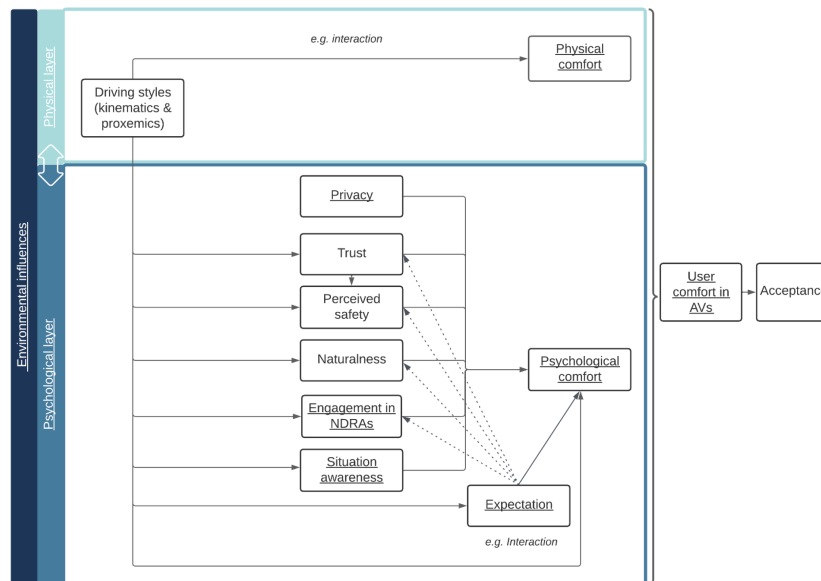 Environmental influences
Physical layer
Psychological layer
e.g. interaction
Physical
comfort
Driving styles
(kinematics &
proxemics)
Privacy
Trust
Perceived
safety
Naturalness
Engagement in
NDRAs
Situation
awareness
Psychological
comfort
Expectation
e.g. Interaction
User
comfort in
AVs
Acceptance